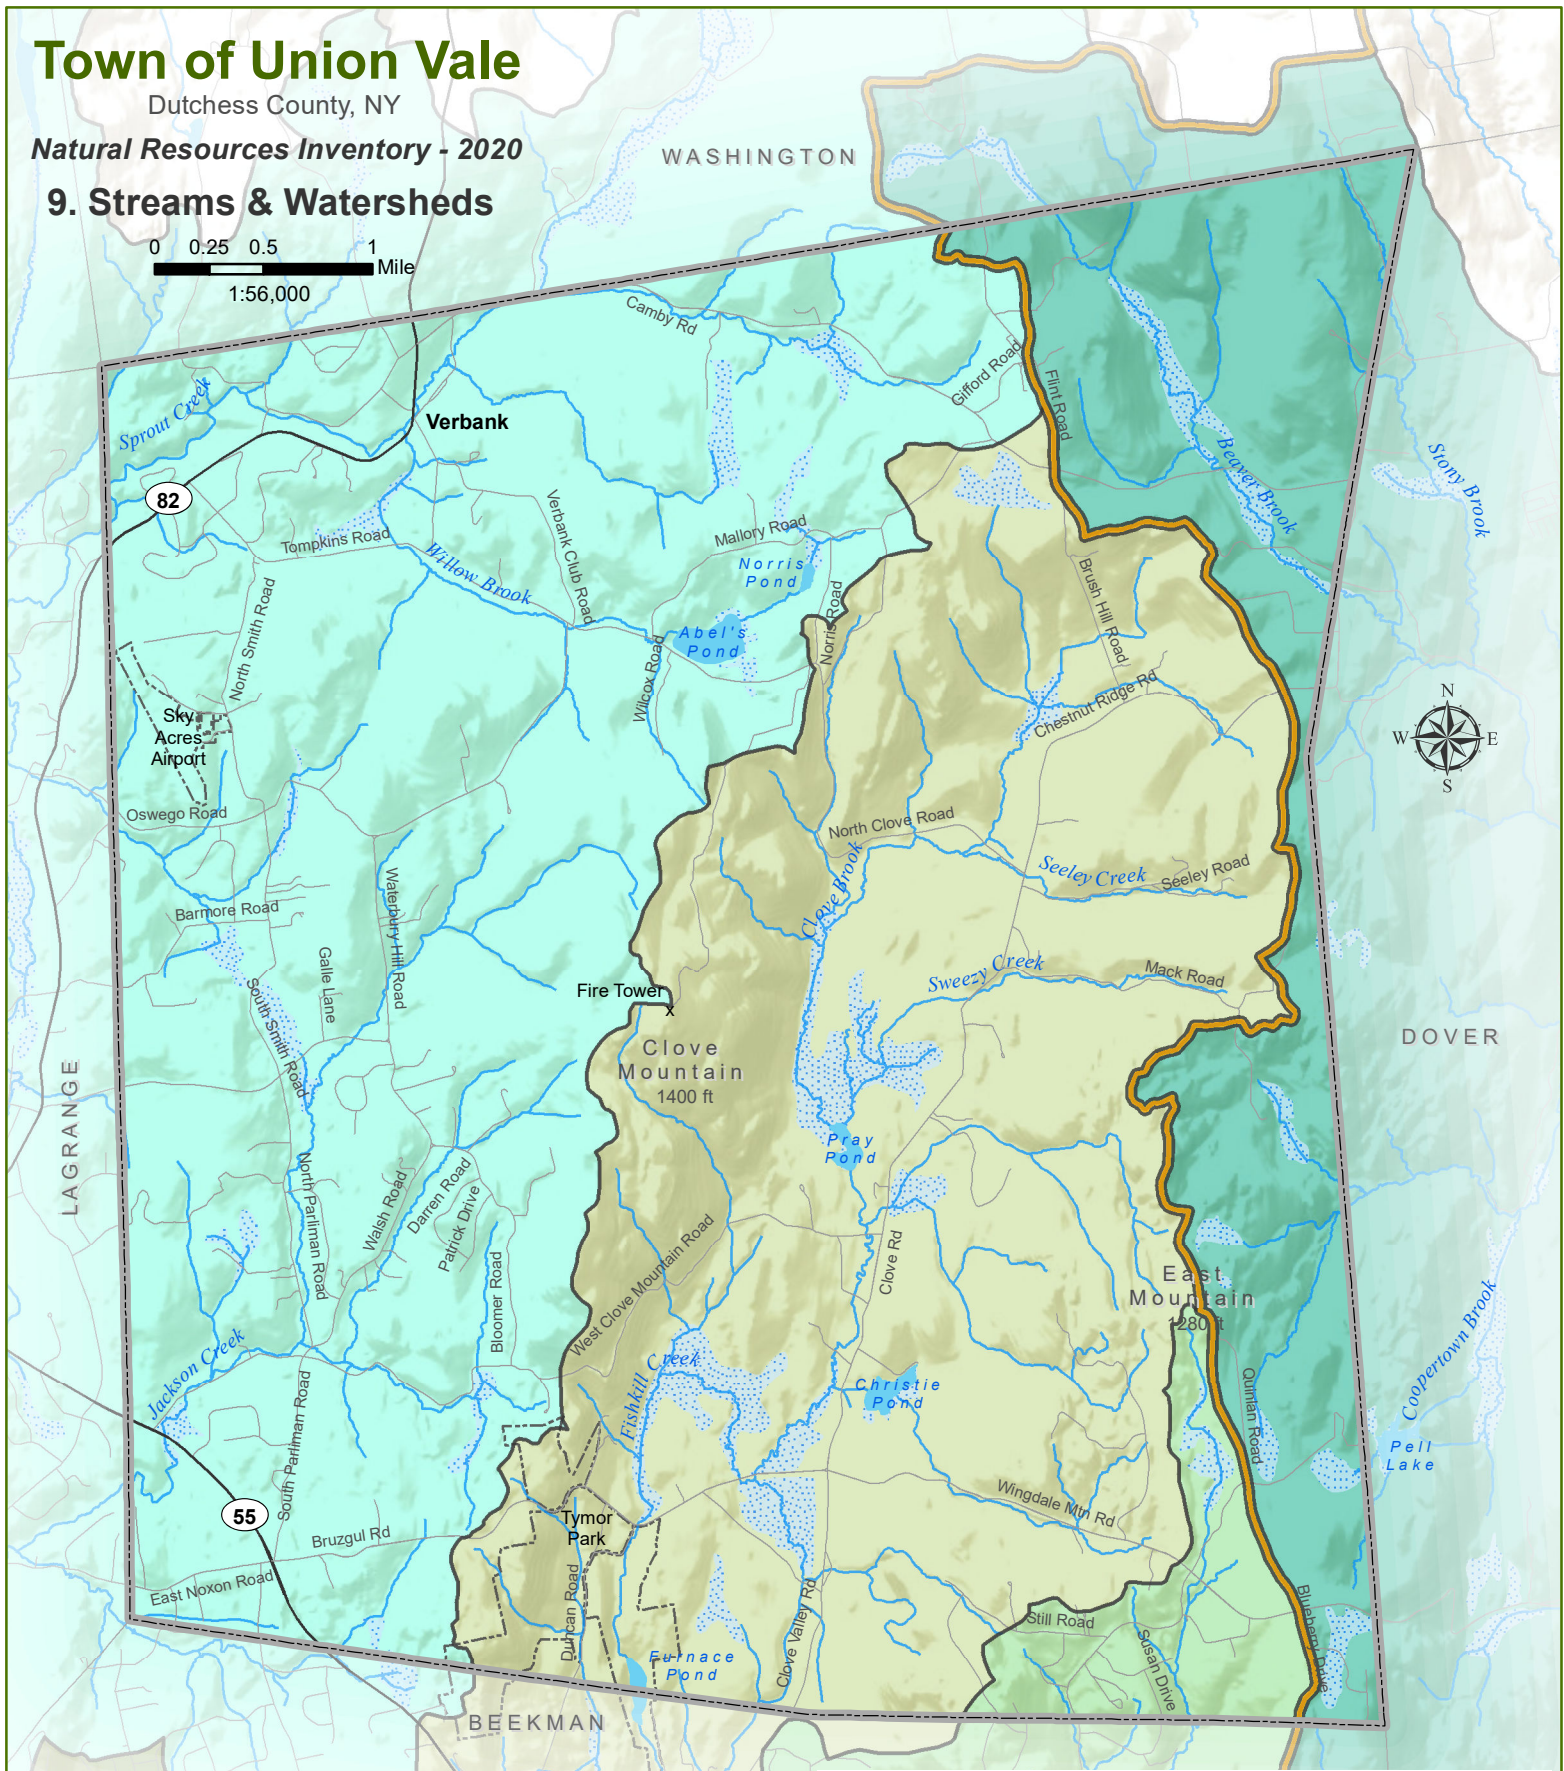 Town of Union Vale
Dutchess County, NY
Natural Resources Inventory - 2020
9. Streams & Watersheds
0 0.25 0.5 1
Mile
1:56,000
WASHINGTON
Camby Rd
Gifford Road
Flint Road
Sprout Creek
Verbank
Beaver Brook
Stony Brook
82
Verbank Club Road
Mallory Road
Tompkins Road
Willow Brook
Norris
Pond
Brush Hill Road
North Smith Road
Norris Road
Abel's
Pond
Wilcox Road
Chestnut Ridge Rd
Sky
Acres
Airport
N
W
E
S
Oswego Road
North Clove Road
Clove Brook
Seeley Creek
Seeley Road
Waterbury Hill Road
Barmore Road
Galle Lane
South Smith Road
Fire Tower
x
Sweezy Creek
Mack Road
DOVER
Clove
Mountain
1400 ft
LAGRANGE
Pray
Pond
North Parliman Road
Walsh Road
Darren Road
Patrick Drive
Bloomer Road
West Clove Mountain Road
Clove Rd
East
Mountain
1280 ft
Jackson Creek
Fishkill Creek
Christie
Pond
Quinlan Road
Coopertown Brook
Pell
Lake
South Parliman Road
55
Bruzgul Rd
Tymor
Park
Wingdale Mtn Rd
East Noxon Road
Duncan Road
Clove Valley Rd
Still Road
Susan Drive
Blueberry Drive
Furnace
Pond
BEEKMAN